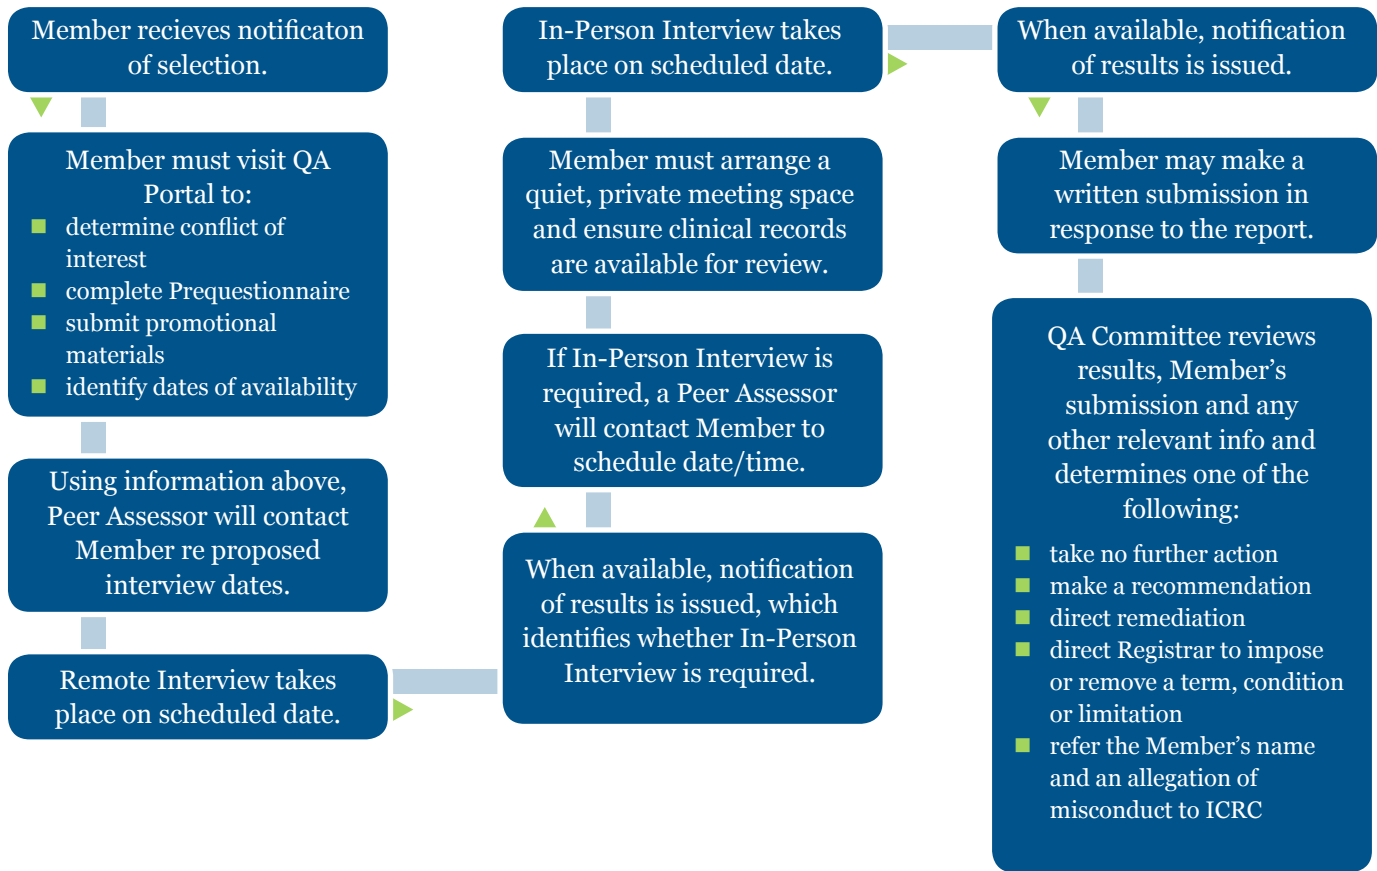 Member recieves notificaton
of selection.
Member must visit QA
Portal to:
determine conflict of
interest
complete Prequestionnaire
submit promotional
materials
identify dates of availability
Using information above,
Peer Assessor will contact
Member re proposed
interview dates.
Remote Interview takes
place on scheduled date.
When available, notification
of results is issued, which
identifies whether In-Person
Interview is required.
If In-Person Interview is
required, a Peer Assessor
will contact Member to
schedule date/time.
Member must arrange a
quiet, private meeting space
and ensure clinical records
are available for review.
In-Person Interview takes
place on scheduled date.
When available, notification
of results is issued.
Member may make a
written submission in
response to the report.
QA Committee reviews
results, Member’s
submission and any
other relevant info and
determines one of the
following:
take no further action
make a recommendation
direct remediation
direct Registrar to impose
or remove a term, condition
or limitation
refer the Member’s name
and an allegation of
misconduct to ICRC